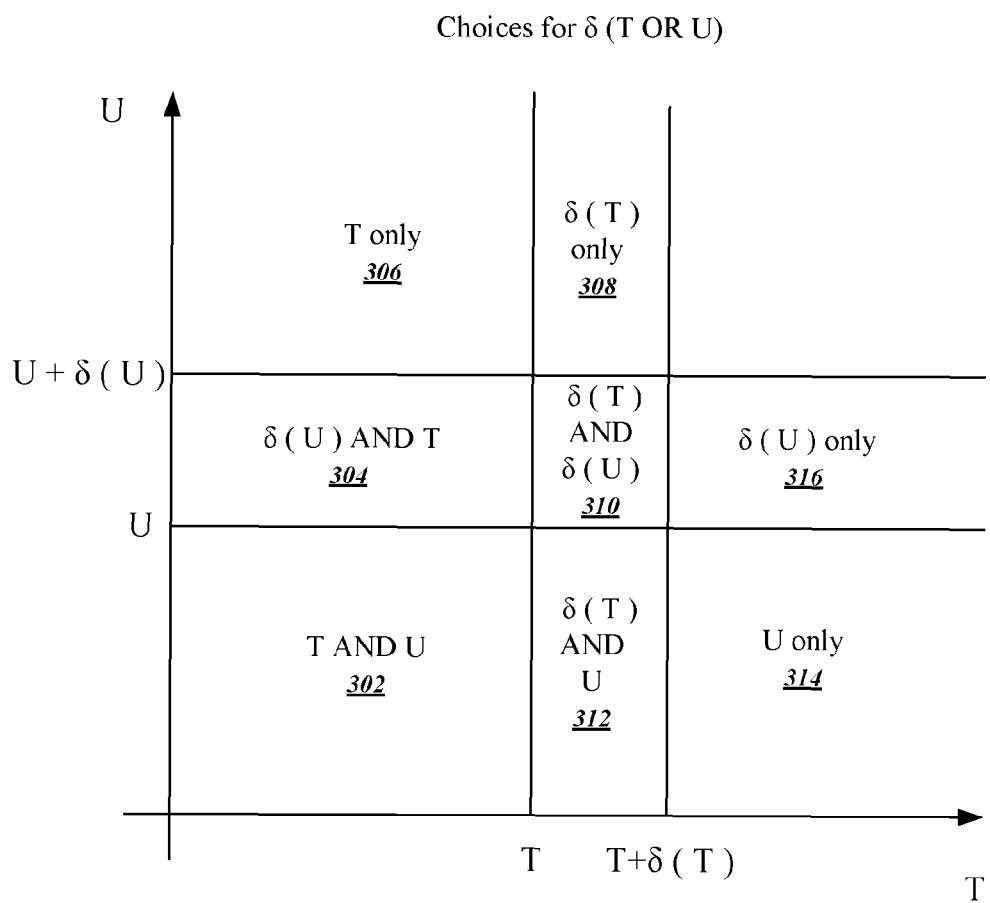 Choices for δ (T OR U)
U
T only
306
δ ( T )
only
308
U + δ ( U )
δ ( U ) AND T
304
δ ( T )
AND
δ ( U )
310
δ ( U ) only
316
U
T AND U
302
δ ( T )
AND
U
312
U only
314
T
T+δ ( T )
T